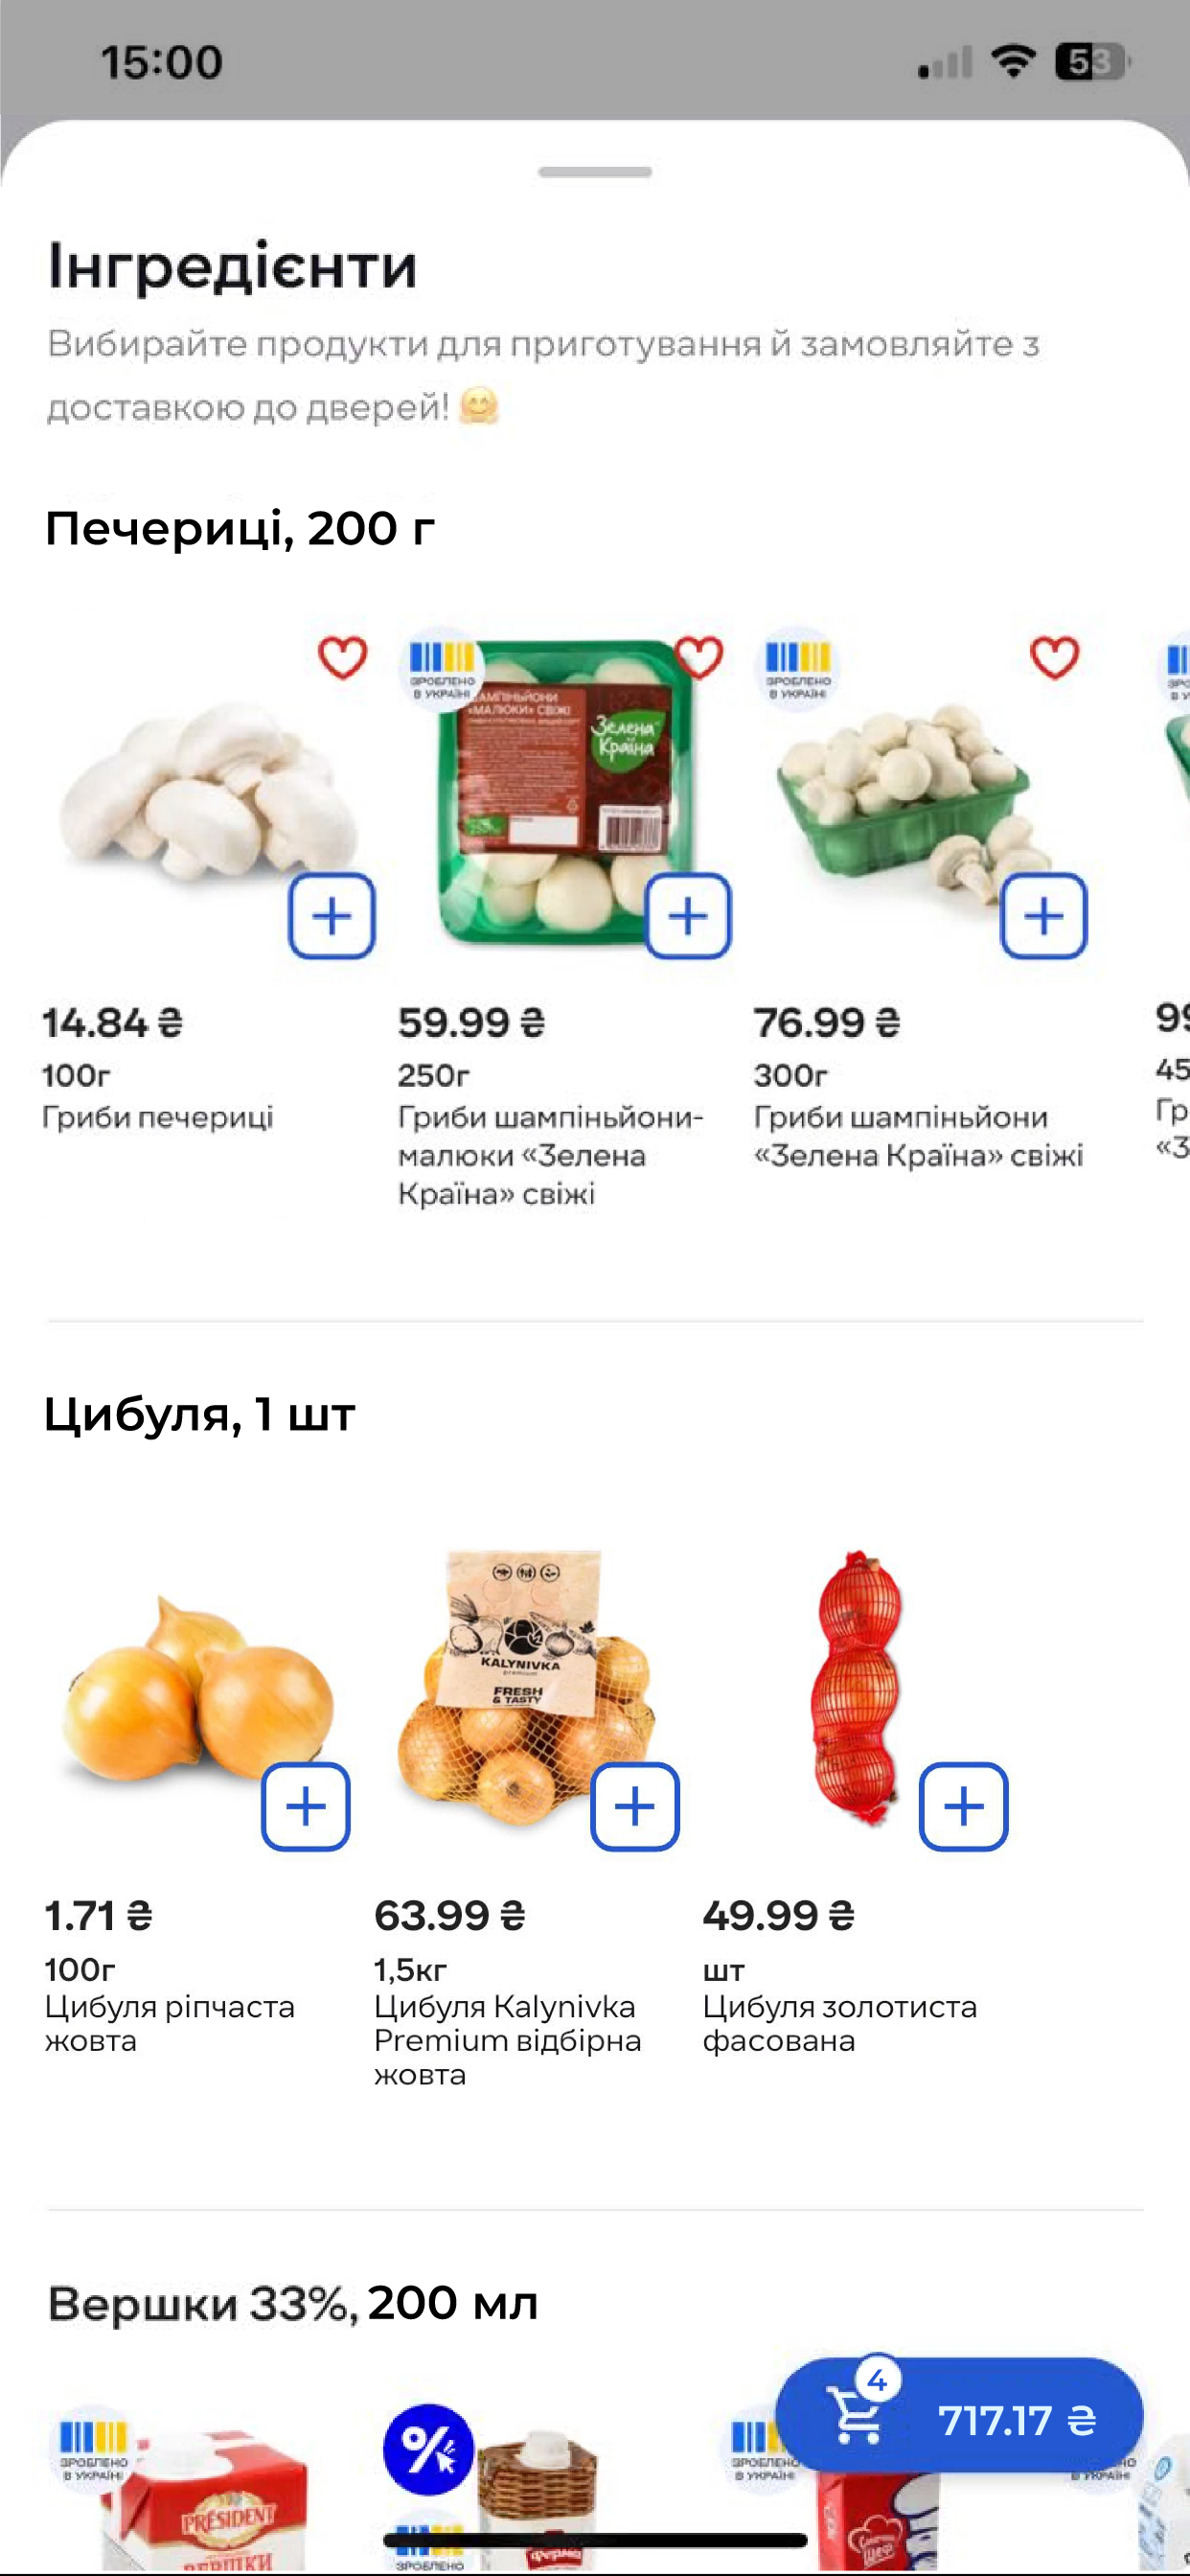 15:00
53
Інгредієнти
Вибирайте продукти для приготування й замовляйте з
доставкою до дверей! 🤗
Печериці, 200 г
ЗРОБЛЕНО
В УКРАЇНІ
«МАЛЮКИ» СВІЖІ
Зелена
Країна
ЗРОБЛЕНО
В УКРАЇНІ
14.84 ₴
100г
Гриби печериці
59.99 ₴
250г
Гриби шампіньйони-
малюки «Зелена
Країна» свіжі
76.99 ₴
300г
Гриби шампіньйони
«Зелена Країна» свіжі
99
45
Гр
«З
Цибуля, 1 шт
KALYNIVKA
premium
FRESH
& TASTY
1.71 ₴
100г
Цибуля ріпчаста
жовта
63.99 ₴
1,5кг
Цибуля Kalynivka
Premium відбірна
жовта
49.99 ₴
шт
Цибуля золотиста
фасована
Вершки 33%, 200 мл
4
717.17 ₴
ЗРОБЛЕНО
В УКРАЇНІ
PRÉSIDENT
ВЕРШКИ
%
ЗРОБЛЕНО
Ферма
ЗРОБЛЕНО
В УКРАЇНІ
В УКРАЇНІ